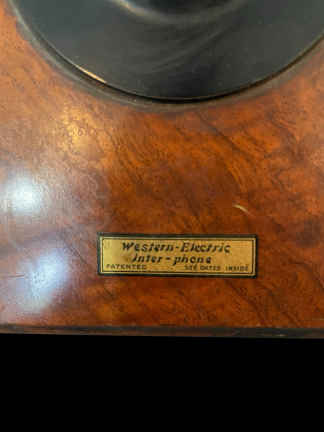 Western-Electric
Inter-phone
PATENTED SEE DATES INSIDE